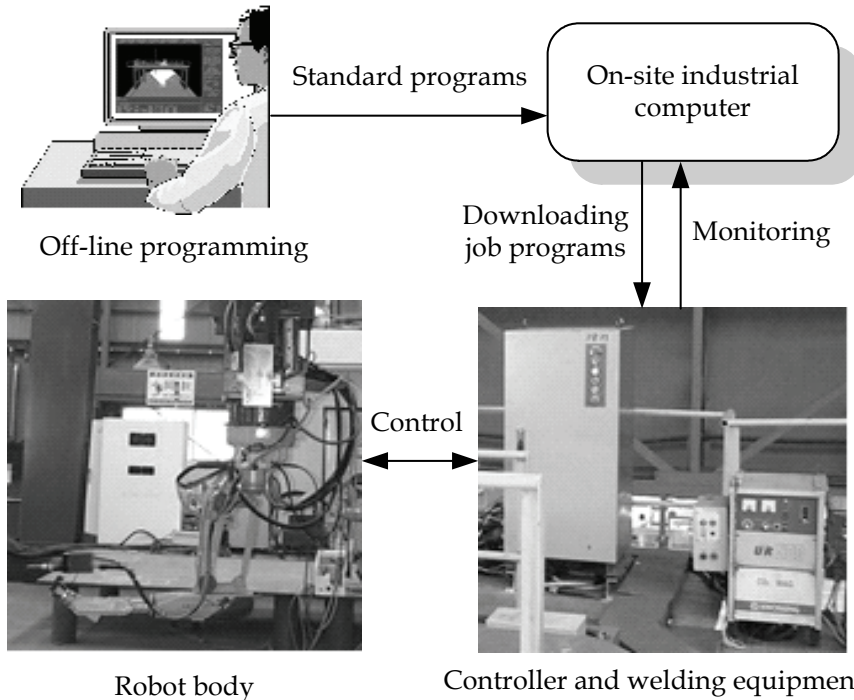 Standard programs
On-site industrial
computer
Off-line programming
Downloading
job programs
Monitoring
Control
UR
Robot body
Controller and welding equipmen